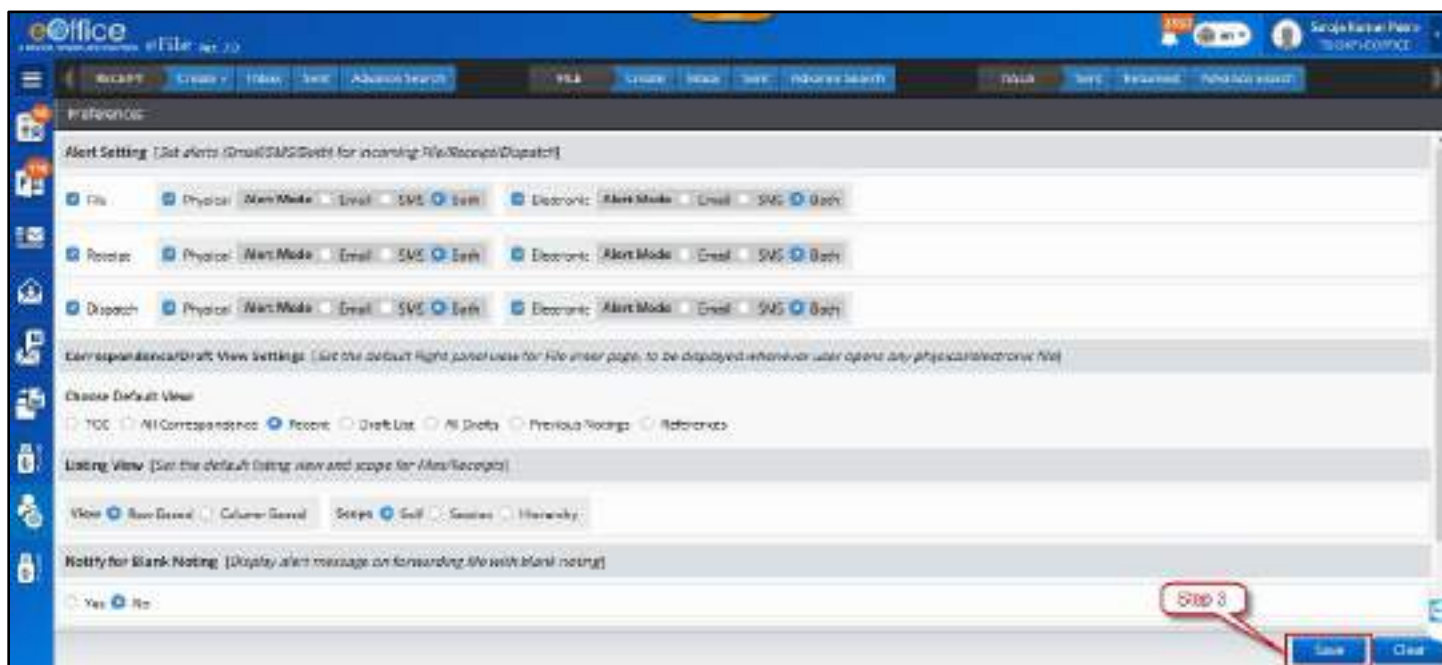 eOffice
eFile Ver. 7.0
en
RECEIPT Create Inbox Sent Advance Search FILE Create Inbox Sent Advance Search Sent Returned Advance Search
Preferences
Alert Setting [Set alerts (Email/SMS/Both) for incoming File/Receipt/Dispatch]
File Physical Alert Mode Email SMS Both Electronic Alert Mode Email SMS Both
Receipt Physical Alert Mode Email SMS Both Electronic Alert Mode Email SMS Both
Dispatch Physical Alert Mode Email SMS Both Electronic Alert Mode Email SMS Both
Correspondence/Draft View Settings [Set the default Right panel view for File inner page, to be displayed whenever user opens any physical/electronic file]
Choose Default View
TOC All Correspondence Recent Draft List All Drafts Previous Notings References
Listing View [Set the default listing view and scope for Files/Receipts]
View Row Based Column Based Scope Self Section Hierarchy
Notify for Blank Noting [Display alert message on forwarding file with blank noting]
Yes No
Step 3
Save Clear